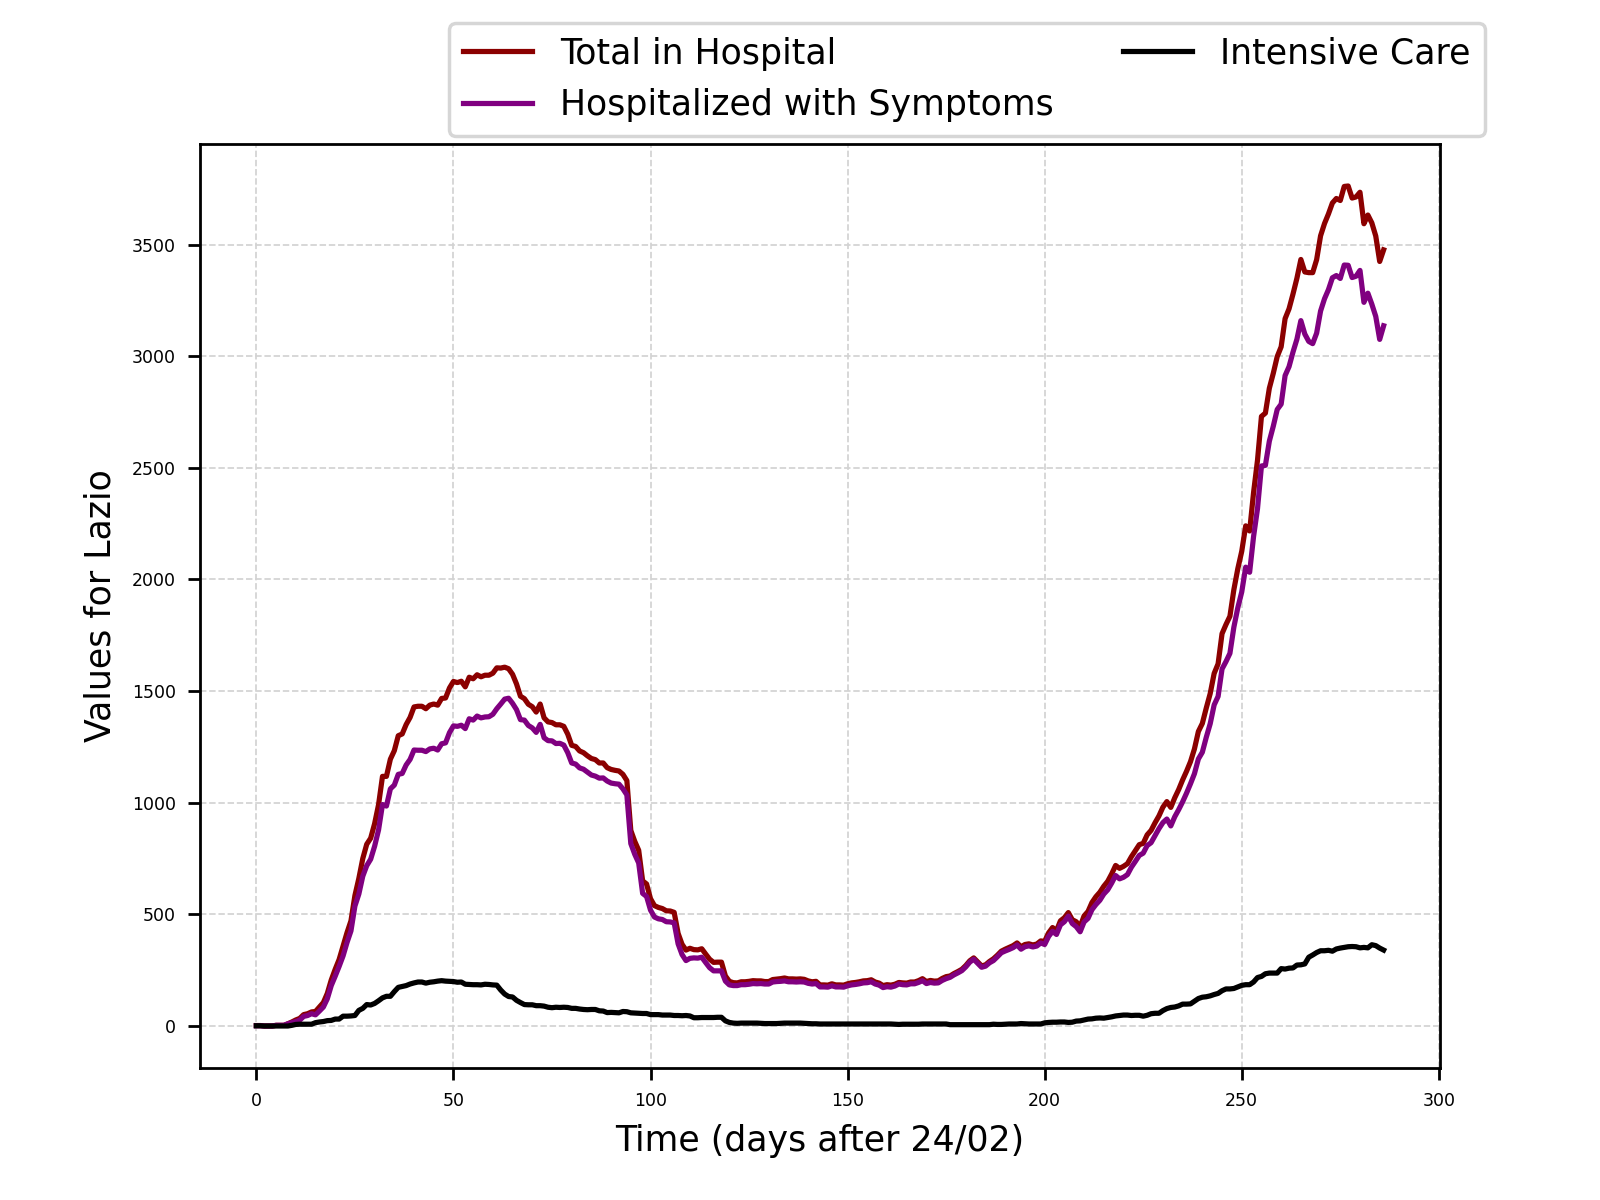 Total in Hospital
Hospitalized with Symptoms
Intensive Care
Values for Lazio
3500
3000
2500
2000
1500
1000
500
0
0 50 100 150 200 250 300
Time (days after 24/02)